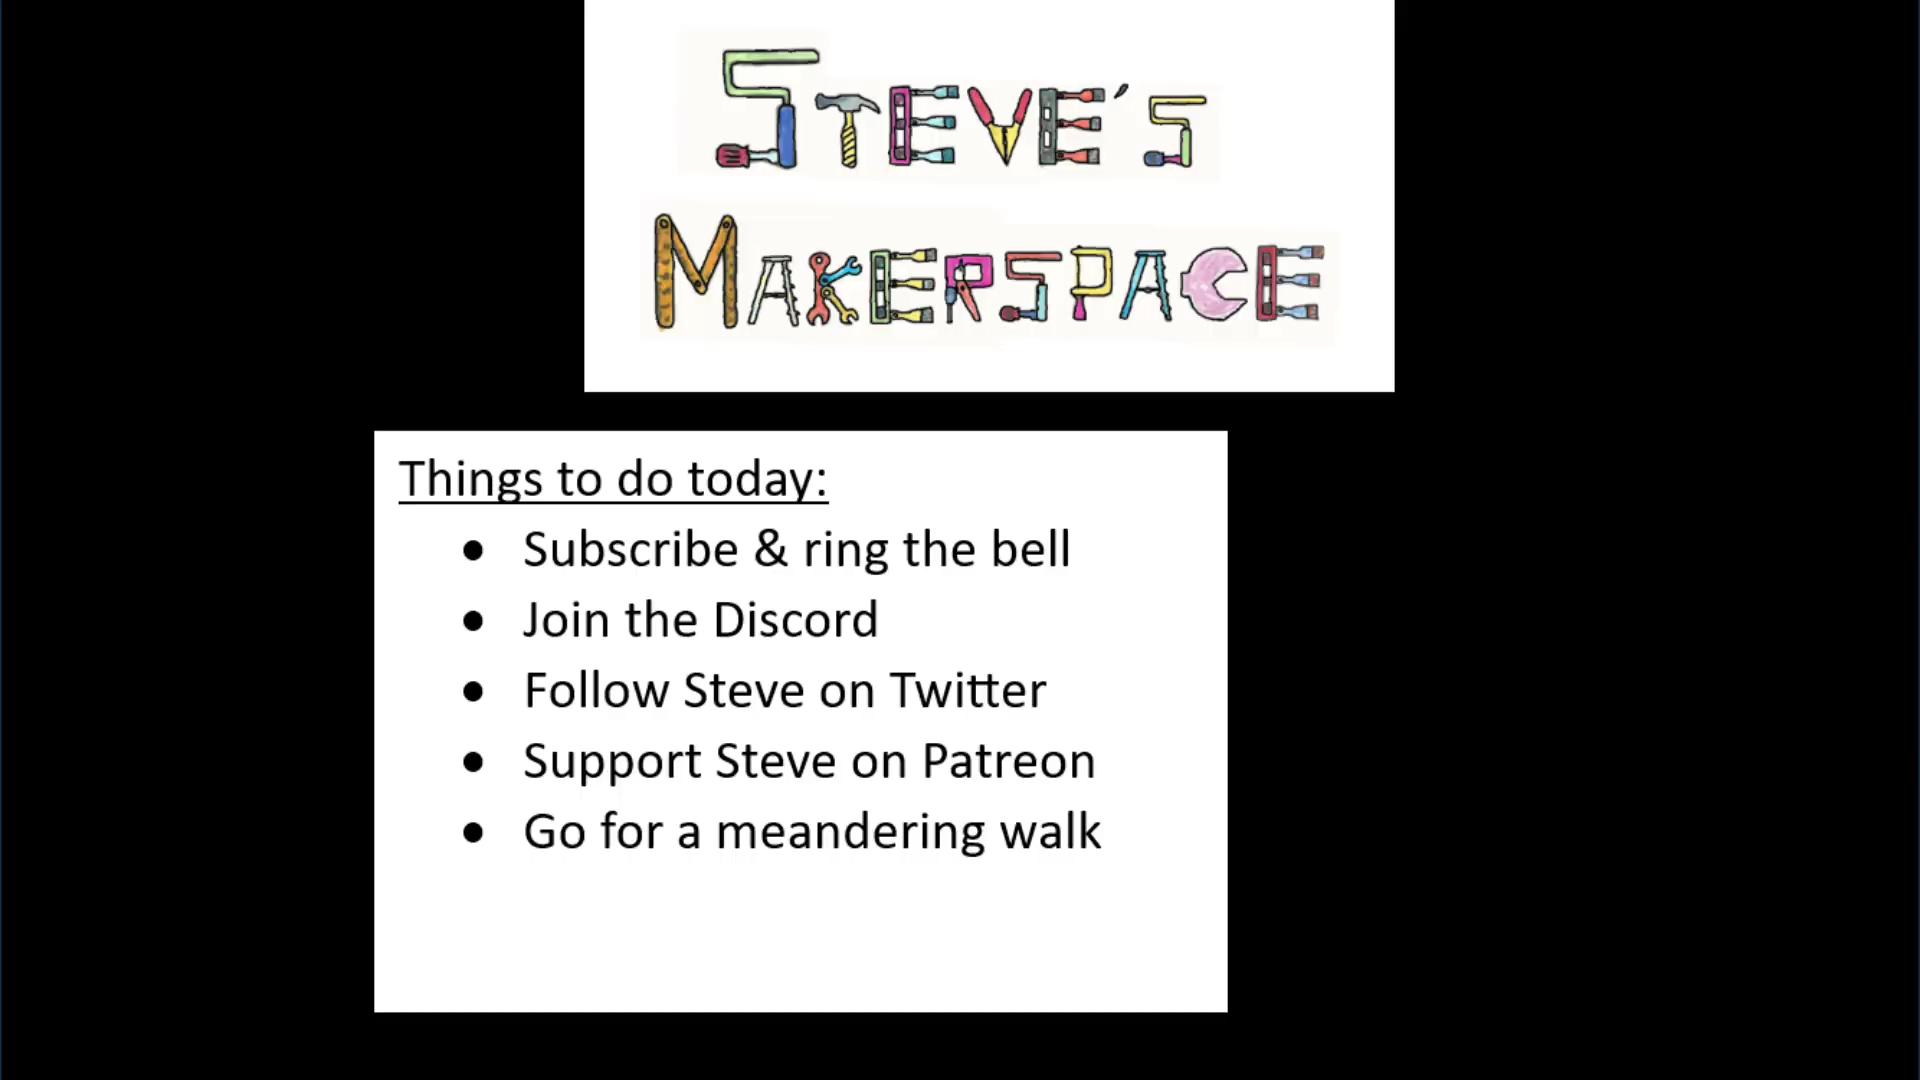 STEVE'S
MAKERSPACE
Things to do today:
• Subscribe & ring the bell
• Join the Discord
• Follow Steve on Twitter
• Support Steve on Patreon
• Go for a meandering walk